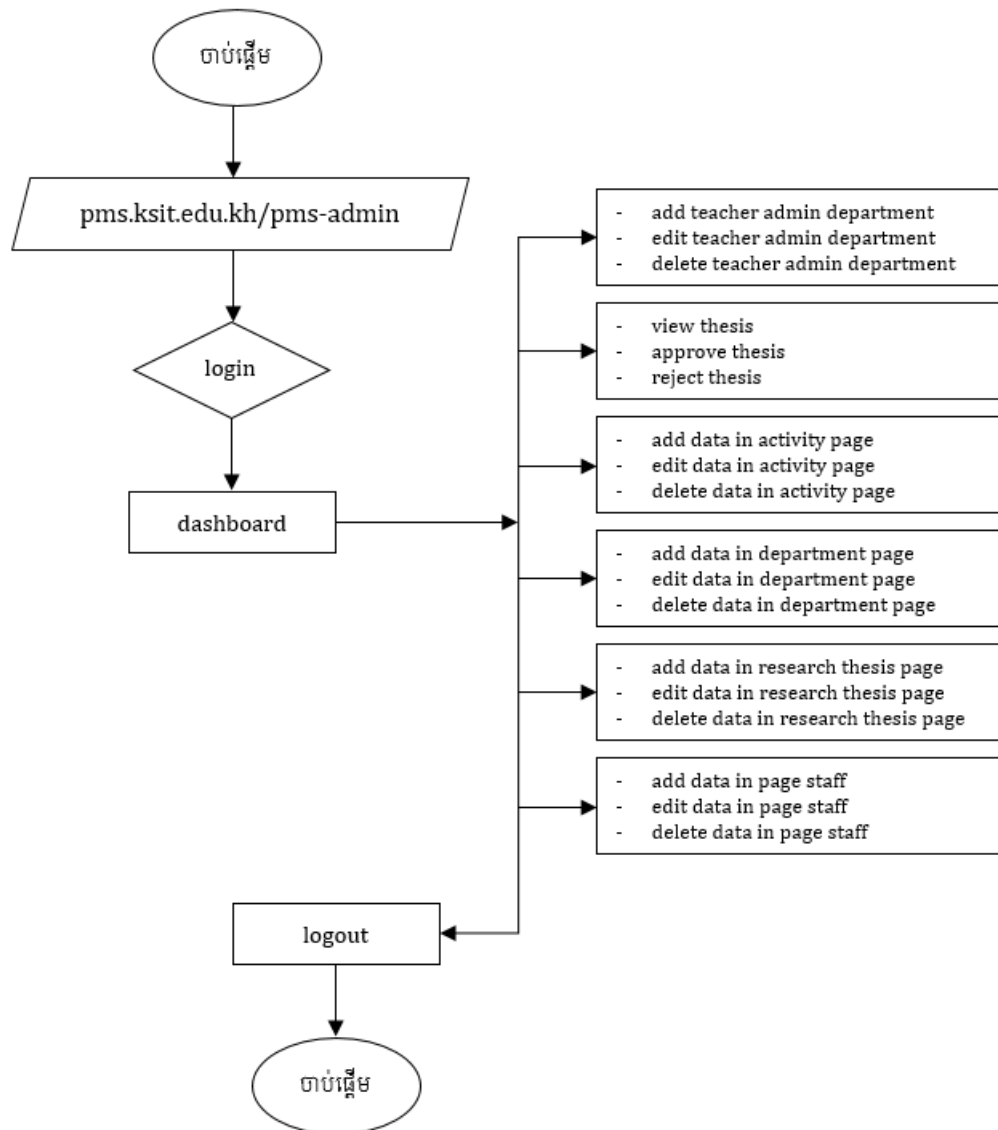 ចាប់ផ្តើម
pms.ksit.edu.kh/pms-admin
login
dashboard
- add teacher admin department
- edit teacher admin department
- delete teacher admin department
- view thesis
- approve thesis
- reject thesis
- add data in activity page
- edit data in activity page
- delete data in activity page
- add data in department page
- edit data in department page
- delete data in department page
- add data in research thesis page
- edit data in research thesis page
- delete data in research thesis page
- add data in page staff
- edit data in page staff
- delete data in page staff
logout
ចាប់ផ្តើម